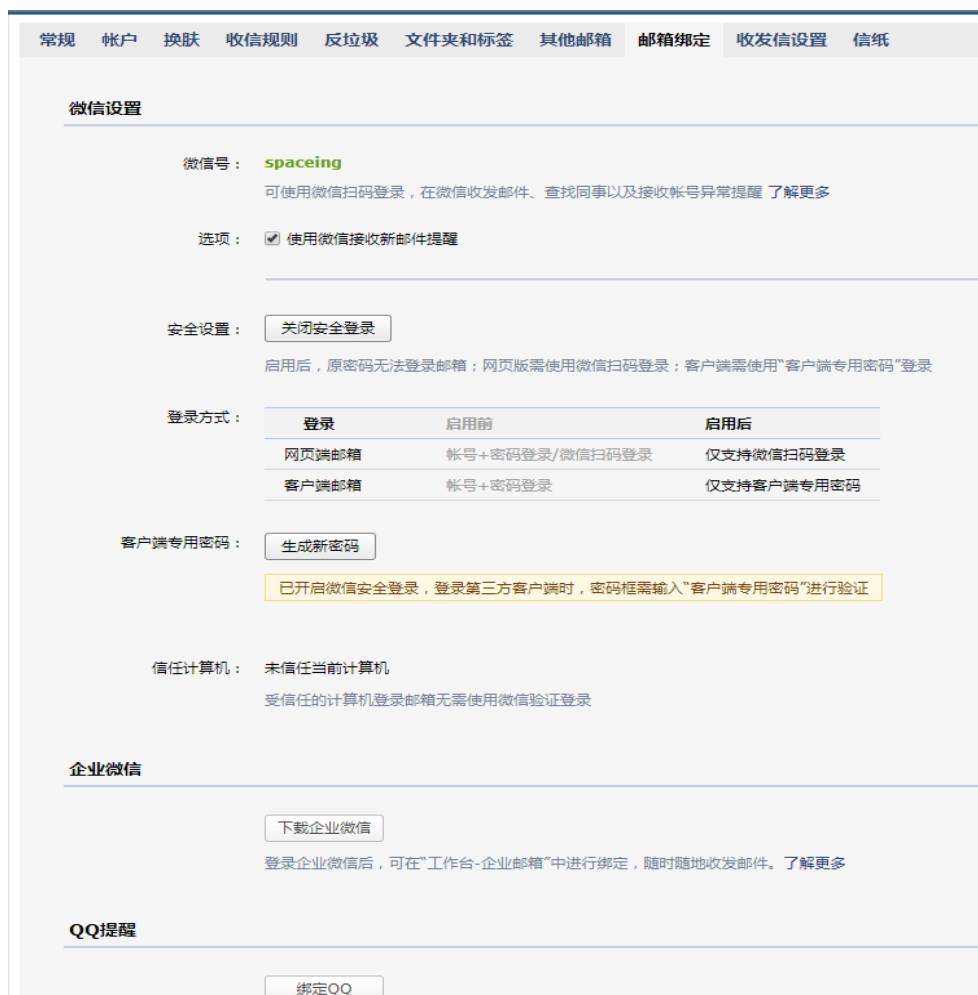 常规 帐户 换肤 收信规则 反垃圾 文件夹和标签 其他邮箱 邮箱绑定 收发信设置 信纸
微信设置
微信号： spaceing
可使用微信扫码登录，在微信收发邮件、查找同事以及接收帐号异常提醒 了解更多
选项： 使用微信接收新邮件提醒
安全设置： 关闭安全登录
启用后，原密码无法登录邮箱；网页版需使用微信扫码登录；客户端需使用“客户端专用密码”登录
登录方式： 登录 启用前 启用后
网页端邮箱 帐号+密码登录/微信扫码登录 仅支持微信扫码登录
客户端邮箱 帐号+密码登录 仅支持客户端专用密码
客户端专用密码： 生成新密码
已开启微信安全登录，登录第三方客户端时，密码框需输入“客户端专用密码”进行验证
信任计算机： 未信任当前计算机
受信任的计算机登录邮箱无需使用微信验证登录
企业微信
下载企业微信
登录企业微信后，可在“工作台-企业邮箱”中进行绑定，随时随地收发邮件。了解更多
QQ提醒
绑定QQ